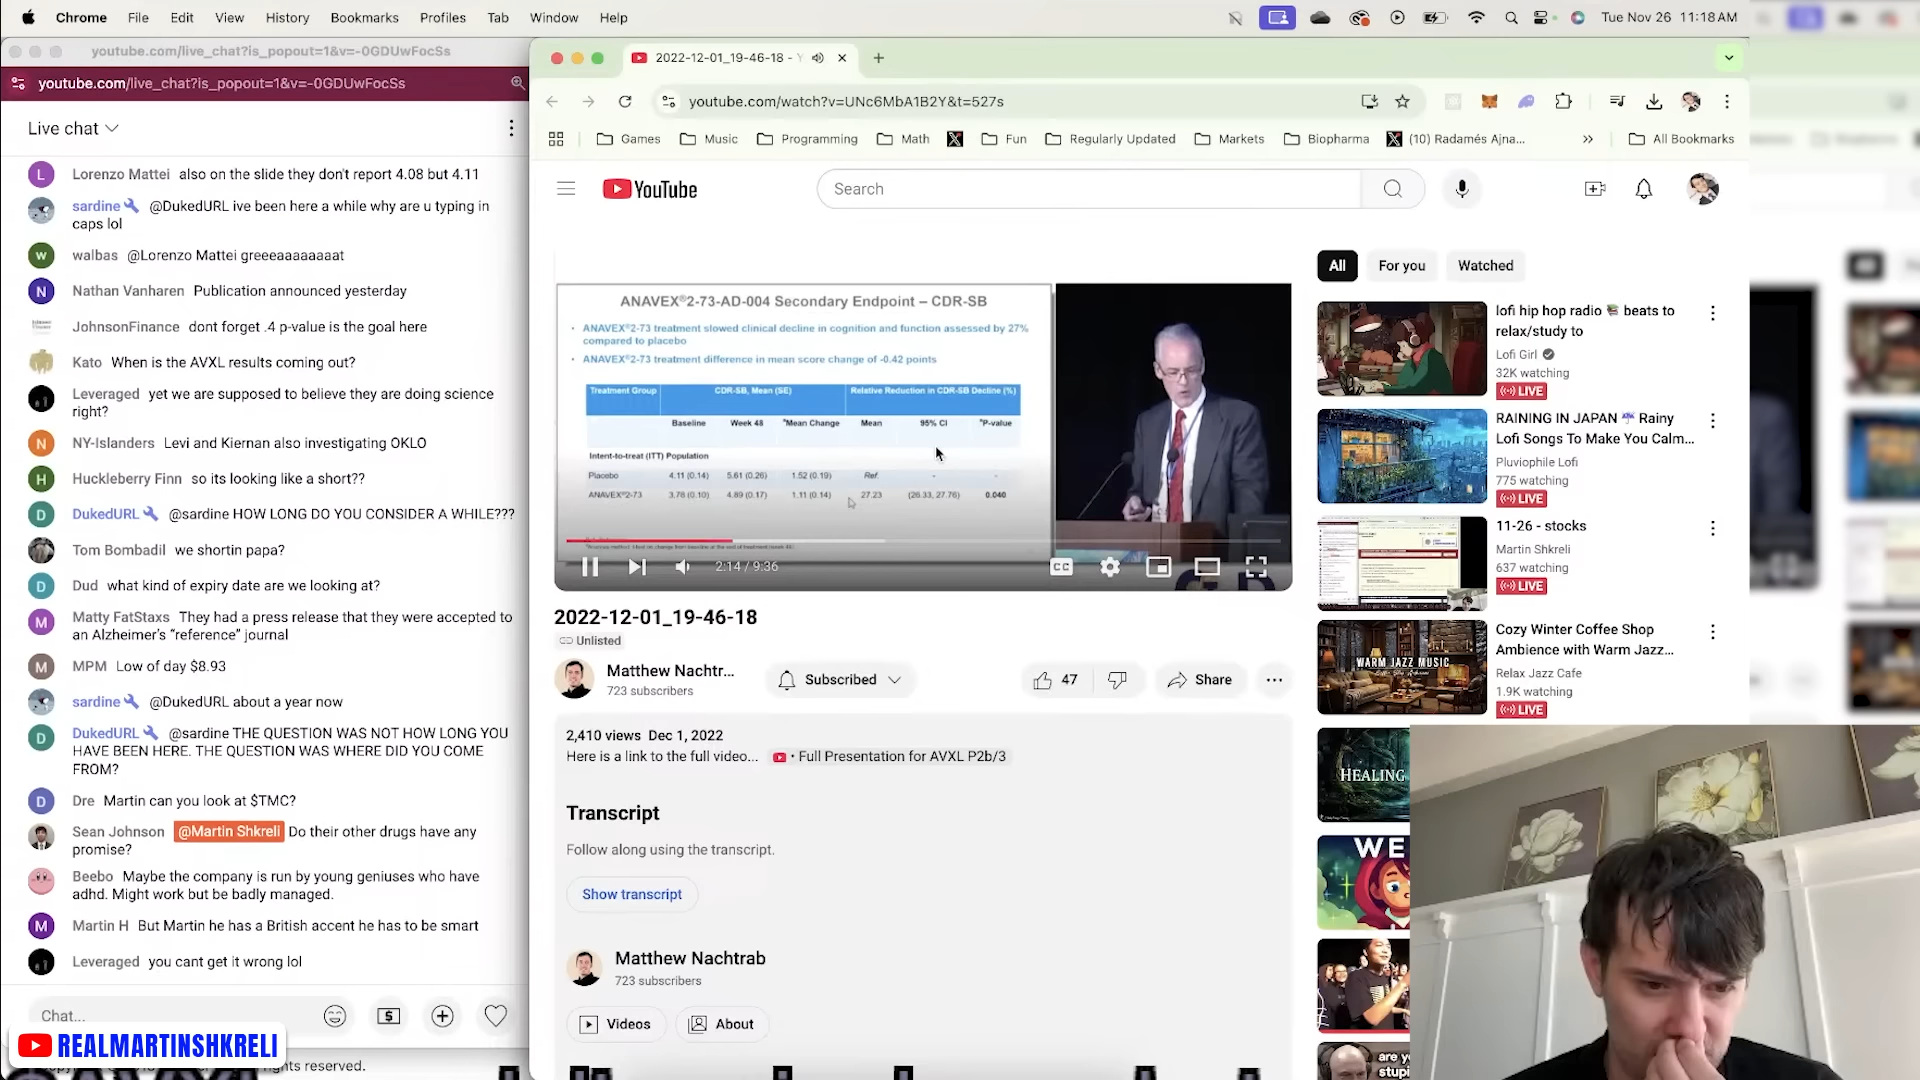 Chrome File Edit View History Bookmarks Profiles Tab Window Help
Tue Nov 26 11:18 AM
youtube.com/live_chat?is_popout=1&v=-0GDUwFocSs
youtube.com/live_chat?is_popout=1&v=-0GDUwFocSs
Live chat
Lorenzo Mattei also on the slide they don't report 4.08 but 4.11
sardine @DukedURL ive been here a while why are u typing in
caps lol
walbas @Lorenzo Mattei greeeaaaaaaaat
Nathan Vanharen Publication announced yesterday
JohnsonFinance dont forget .4 p-value is the goal here
Kato When is the AVXL results coming out?
Leveraged yet we are supposed to believe they are doing science
right?
NY-Islanders Levi and Kiernan also investigating OKLO
Huckleberry Finn so its looking like a short??
DukedURL @sardine HOW LONG DO YOU CONSIDER A WHILE???
Tom Bombadil we shortin papa?
Dud what kind of expiry date are we looking at?
Matty FatStaxs They had a press release that they were accepted to
an Alzheimer's “reference” journal
MPM Low of day $8.93
sardine @DukedURL about a year now
DukedURL @sardine THE QUESTION WAS NOT HOW LONG YOU
HAVE BEEN HERE. THE QUESTION WAS WHERE DID YOU COME
FROM?
Dre Martin can you look at $TMC?
Sean Johnson @Martin Shkreli Do their other drugs have any
promise?
Beebo Maybe the company is run by young geniuses who have
adhd. Might work but be badly managed.
Martin H But Martin he has a British accent he has to be smart
Leveraged you cant get it wrong lol
Chat...
REALMARTINSHKRELI
rights reserved.
2022-12-01_19-46-18 - Y
youtube.com/watch?v=UNc6MbA1B2Y&t=527s
Games Music Programming Math Fun Regularly Updated Markets Biopharma (10) Radamés Ajna... » All Bookmarks
YouTube
Search
ANAVEX®2-73-AD-004 Secondary Endpoint – CDR-SB
• ANAVEX®2-73 treatment slowed clinical decline in cognition and function assessed by 27%
compared to placebo
• ANAVEX®2-73 treatment difference in mean score change of -0.42 points
Treatment Group CDR-SB, Mean (SE) Relative Reduction in CDR-SB Decline (%)
Baseline Week 48 *Mean Change Mean 95% CI *P-value
Intent-to-treat (ITT) Population
Placebo 4.11 (0.14) 5.61 (0.26) 1.52 (0.19) Ref. - -
ANAVEX®2-73 3.78 (0.10) 4.89 (0.17) 1.11 (0.14) 27.23 (26.33, 27.76) 0.040
2:14 / 9:36
CC
2022-12-01_19-46-18
Unlisted
Matthew Nachtr...
723 subscribers
Subscribed
47
Share
2,410 views Dec 1, 2022
Here is a link to the full video... • Full Presentation for AVXL P2b/3
Transcript
Follow along using the transcript.
Show transcript
Matthew Nachtrab
723 subscribers
Videos
About
All For you Watched
lofi hip hop radio beats to
relax/study to
Lofi Girl
32K watching
LIVE
RAINING IN JAPAN Rainy
Lofi Songs To Make You Calm...
Pluviophile Lofi
775 watching
LIVE
11-26 - stocks
Martin Shkreli
637 watching
LIVE
WARM JAZZ MUSIC
Cozy Winter Coffee Shop
Ambience with Warm Jazz...
Relax Jazz Cafe
1.9K watching
LIVE
HEALING
WE
are yo
stupi